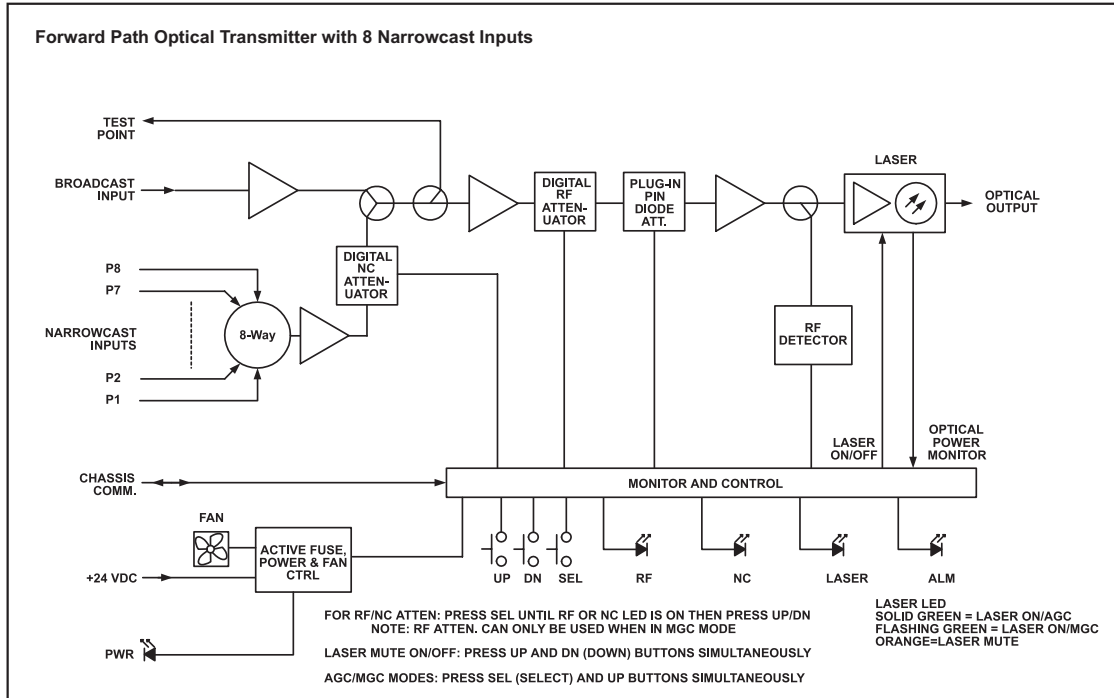 Forward Path Optical Transmitter with 8 Narrowcast Inputs
TEST
POINT
BROADCAST
INPUT
DIGITAL
RF
ATTEN-
UATOR
PLUG-IN
PIN
DIODE
ATT.
LASER
OPTICAL
OUTPUT
DIGITAL
NC
ATTEN-
UATOR
P8
P7
NARROWCAST
INPUTS
P2
P1
8-Way
RF
DETECTOR
LASER
ON/OFF
OPTICAL
POWER
MONITOR
CHASSIS
COMM.
MONITOR AND CONTROL
FAN
ACTIVE FUSE,
POWER & FAN
CTRL
+24 VDC
PWR
UP
DN
SEL
RF
NC
LASER
ALM
FOR RF/NC ATTEN: PRESS SEL UNTIL RF OR NC LED IS ON THEN PRESS UP/DN
NOTE: RF ATTEN. CAN ONLY BE USED WHEN IN MGC MODE
LASER MUTE ON/OFF: PRESS UP AND DN (DOWN) BUTTONS SIMULTANEOUSLY
AGC/MGC MODES: PRESS SEL (SELECT) AND UP BUTTONS SIMULTANEOUSLY
LASER LED
SOLID GREEN = LASER ON/AGC
FLASHING GREEN = LASER ON/MGC
ORANGE=LASER MUTE